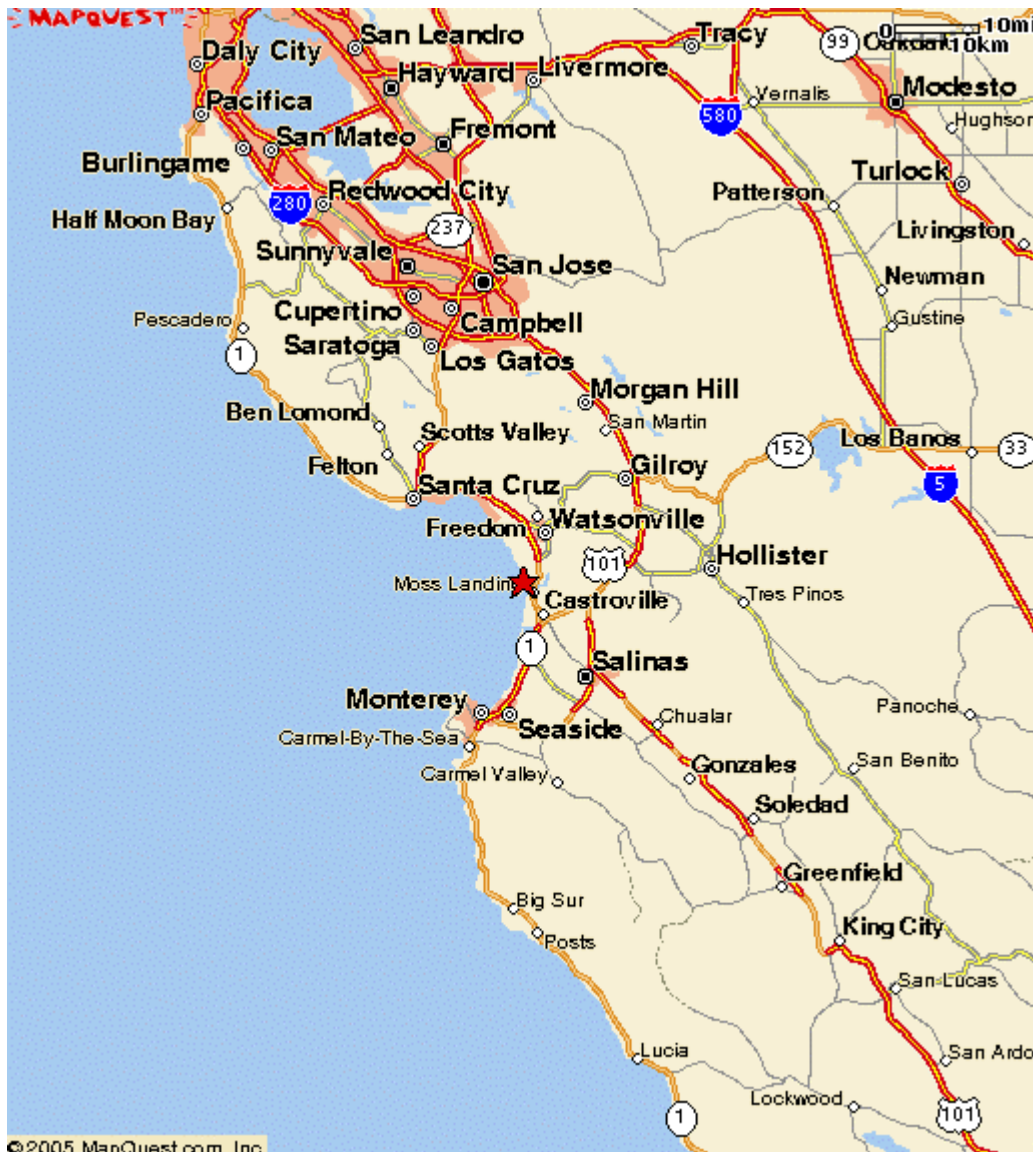 MAPQUEST
San Leandro
Tracy
0 10mi
10km
Daly City
99
Oakdale
Hayward
Livermore
Modesto
Pacifica
Vernalis
580
Hughson
San Mateo
Fremont
Burlingame
Turlock
280
Redwood City
Patterson
Half Moon Bay
237
Livingston
Sunnyvale
San Jose
Newman
Cupertino
Pescadero
Campbell
Gustine
Saratoga
1
Los Gatos
Morgan Hill
Ben Lomond
San Martin
Scotts Valley
152
Los Banos
33
Felton
Gilroy
Santa Cruz
5
Freedom
Watsonville
101
Hollister
Moss Landin
Castroville
Tres Pinos
1
Salinas
Monterey
Panoche
Seaside
Chualar
Carmel-By-The-Sea
Carmel Valley
Gonzales
San Benito
Soledad
Greenfield
Big Sur
King City
Posts
San Lucas
Lucia
San Ardo
Lockwood
1
101
©2005 MapQuest.com, Inc